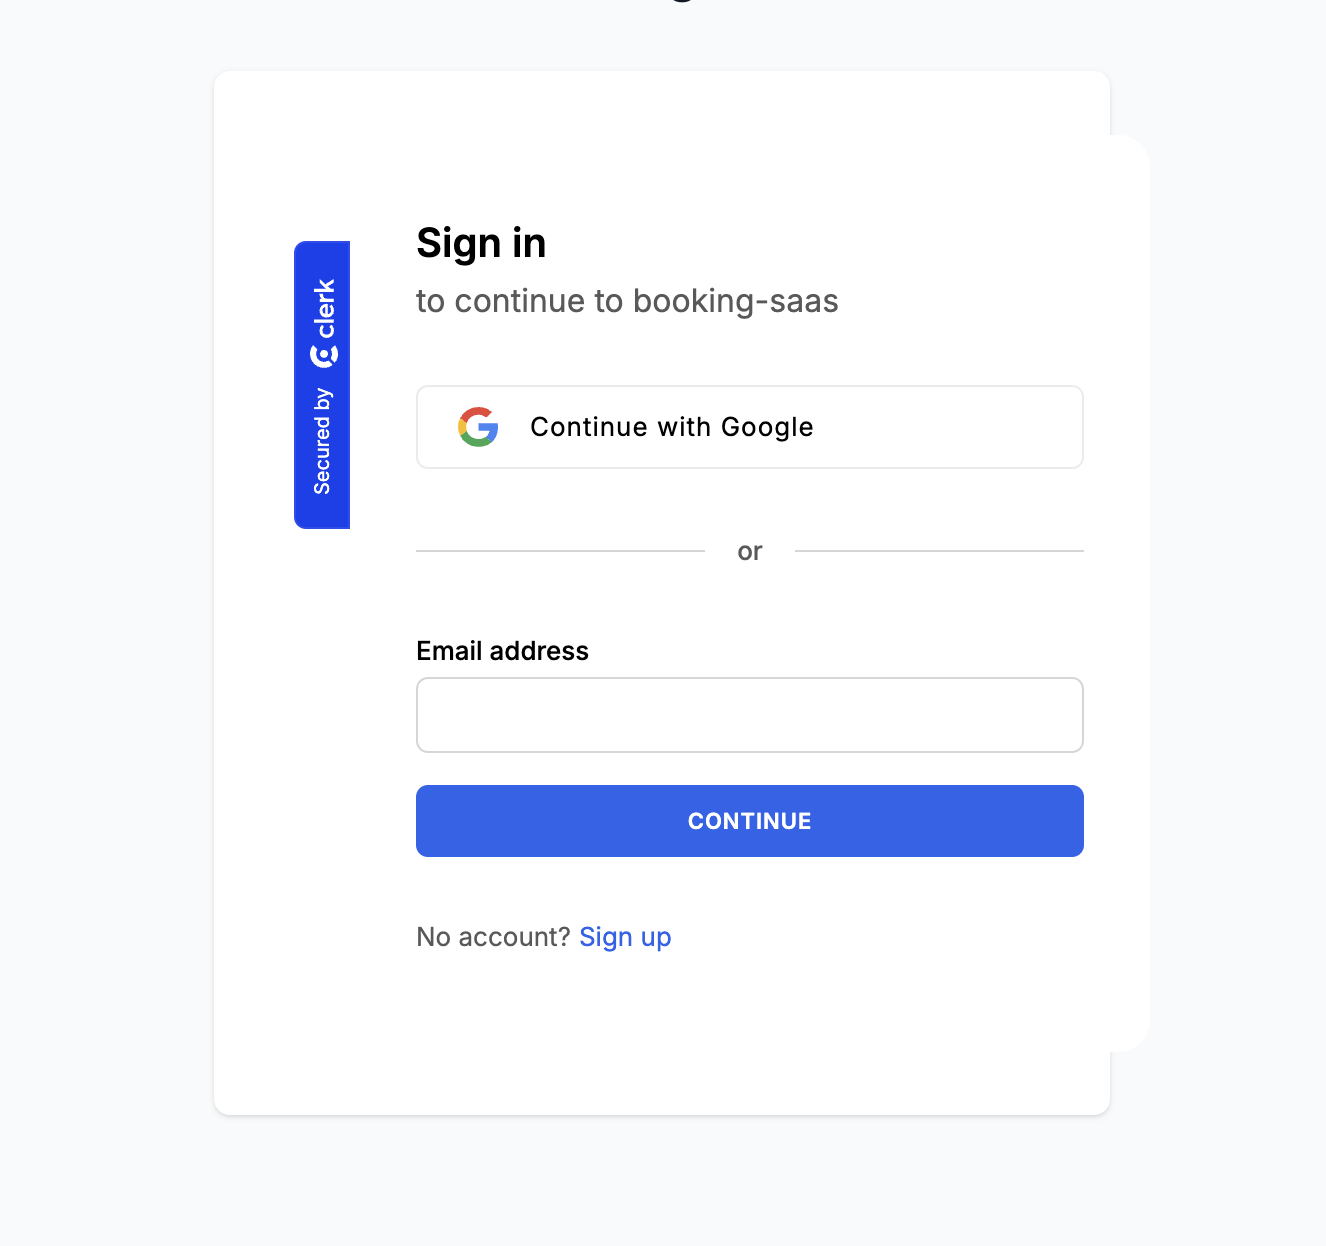 Sign in
to continue to booking-saas
Secured by clerk
Continue with Google
or
Email address
CONTINUE
No account? Sign up